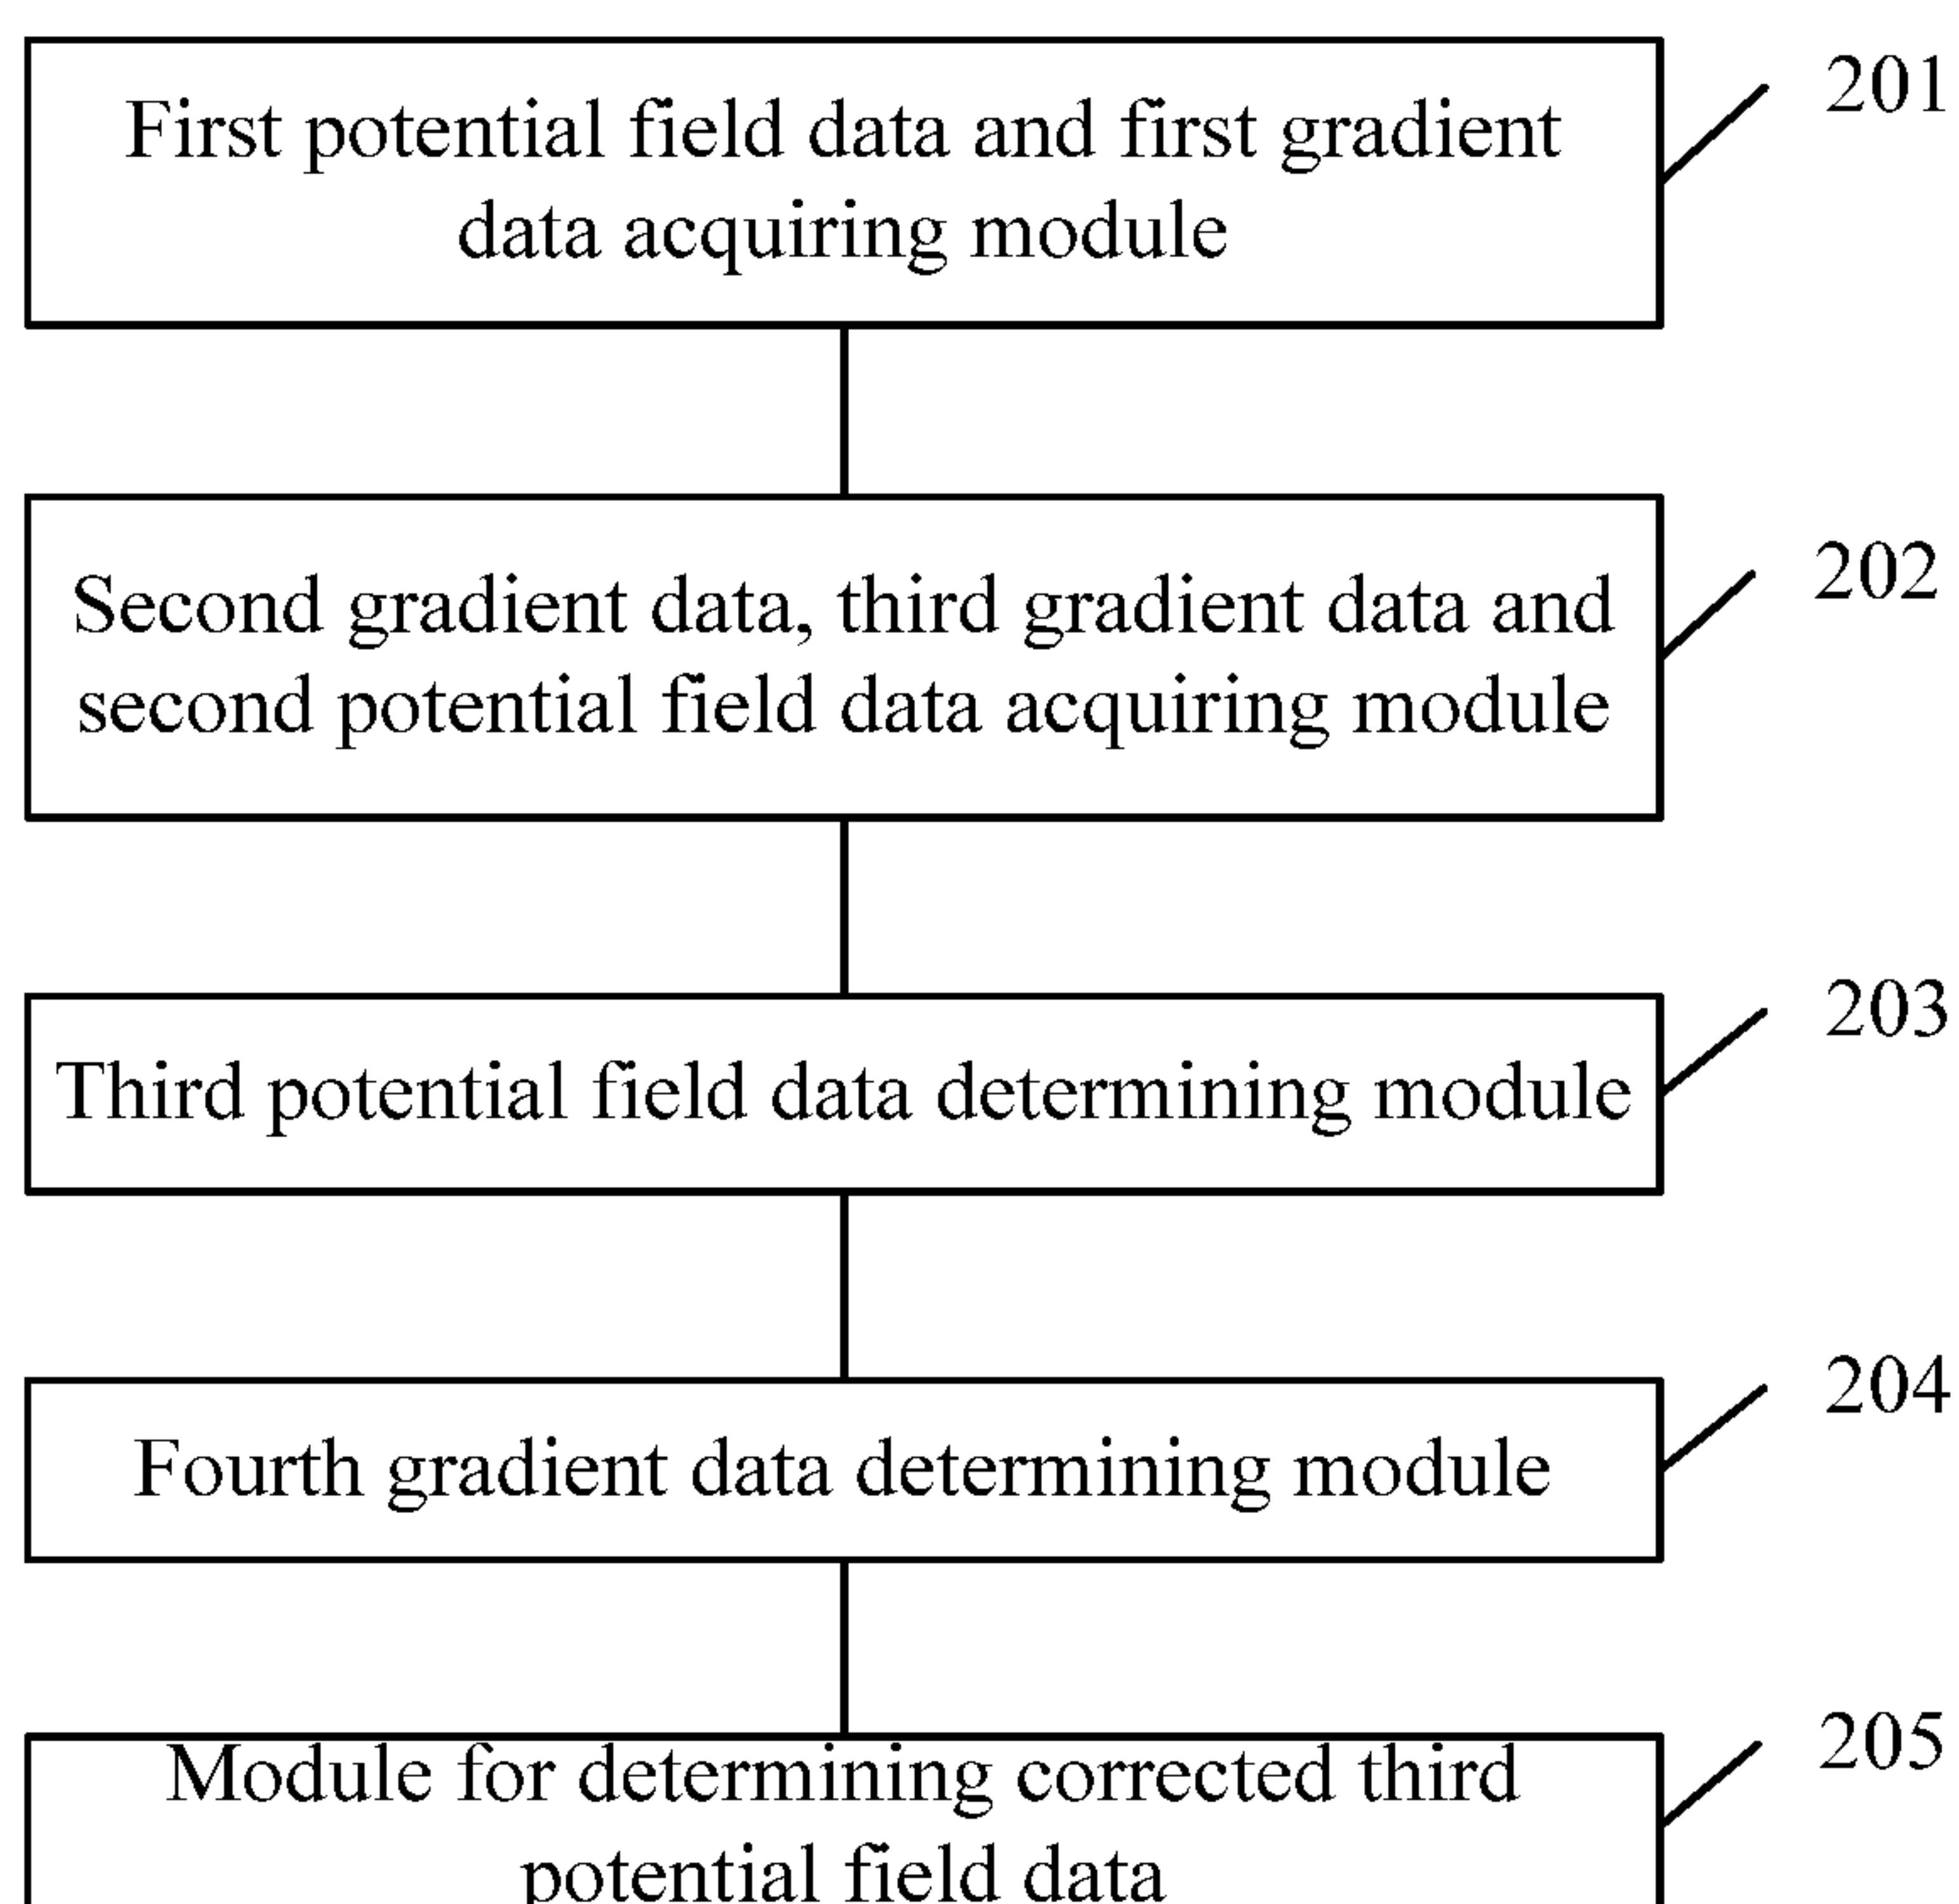 First potential field data and first gradient
data acquiring module
201
Second gradient data, third gradient data and
second potential field data acquiring module
202
Third potential field data determining module
203
Fourth gradient data determining module
204
Module for determining corrected third
potential field data
205